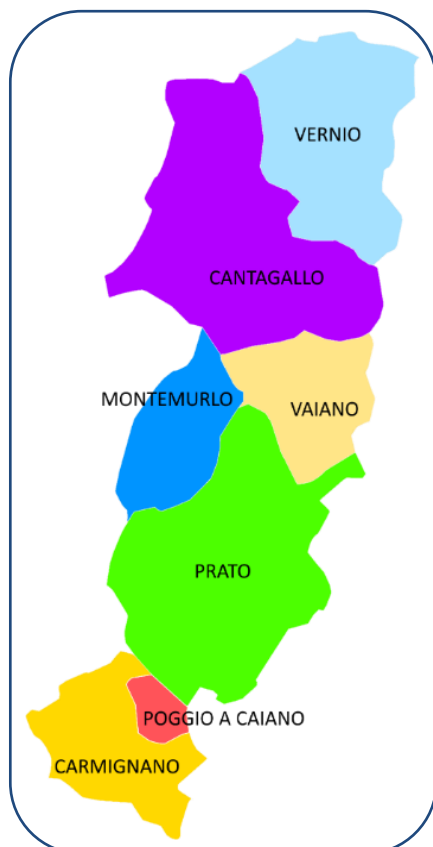 VERNIO
CANTAGALLO
MONTEMURLO
VAIANO
PRATO
POGGIO A CAIANO
CARMIGNANO